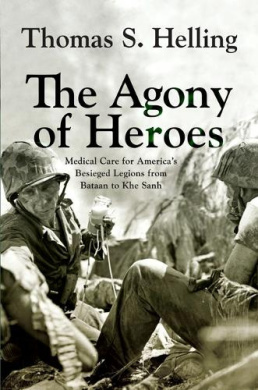 Thomas S. Helling
The Agony
of Heroes
Medical Care for America's
Besieged Legions from
Bataan to Khe Sanh